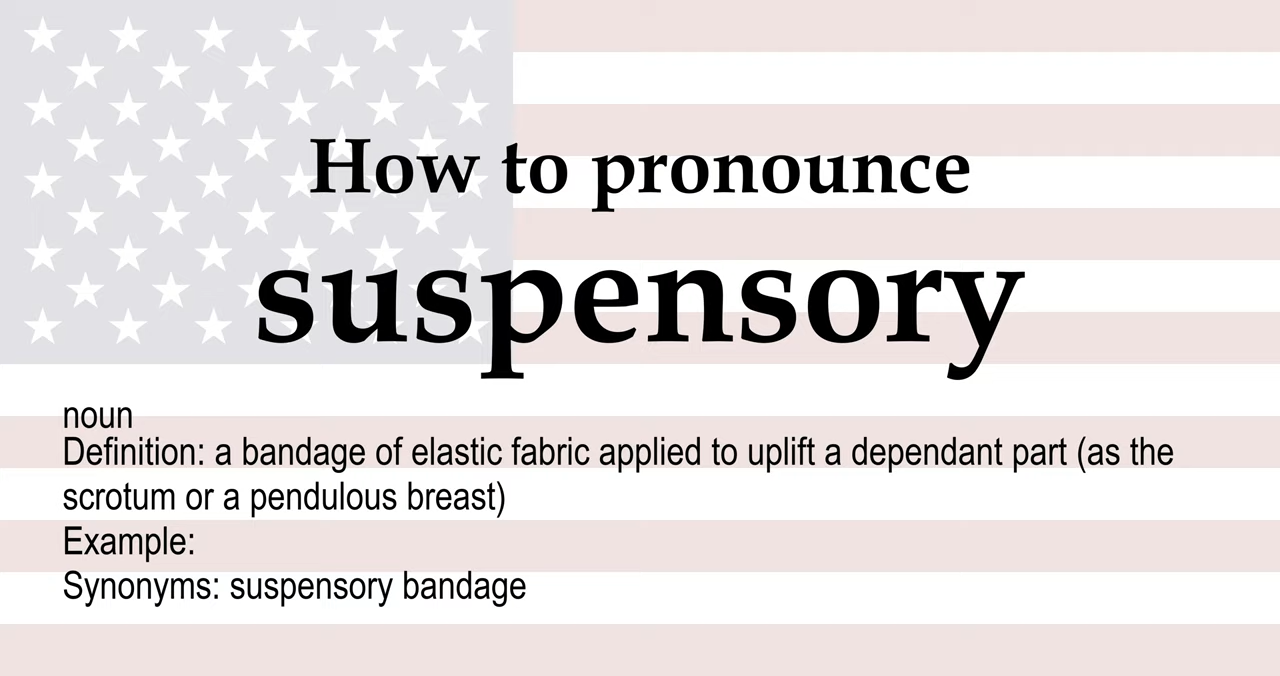 How to pronounce
suspensory
noun
Definition: a bandage of elastic fabric applied to uplift a dependant part (as the
scrotum or a pendulous breast)
Example:
Synonyms: suspensory bandage